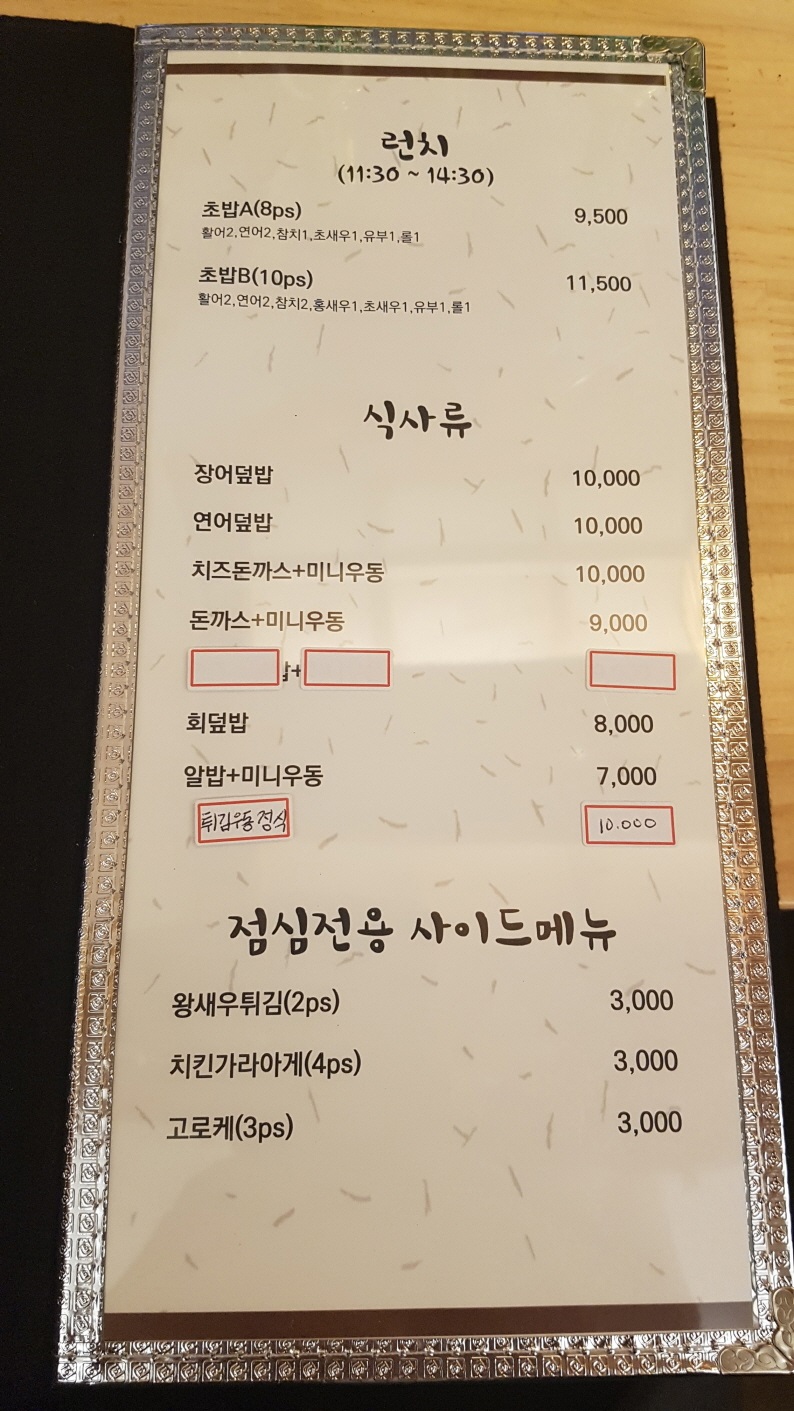 런치
(11:30 ~ 14:30)
초밥A(8ps) 9,500
활어2,연어2,참치1,초새우1,유부1,롤1
초밥B(10ps) 11,500
활어2,연어2,참치2,홍새우1,초새우1,유부1,롤1
식사류
장어덮밥 10,000
연어덮밥 10,000
치즈돈까스+미니우동 10,000
돈까스+미니우동 9,000
+
회덮밥 8,000
알밥+미니우동 7,000
튀김우동정식 10.000
점심전용 사이드메뉴
왕새우튀김(2ps) 3,000
치킨가라아게(4ps) 3,000
고로케(3ps) 3,000